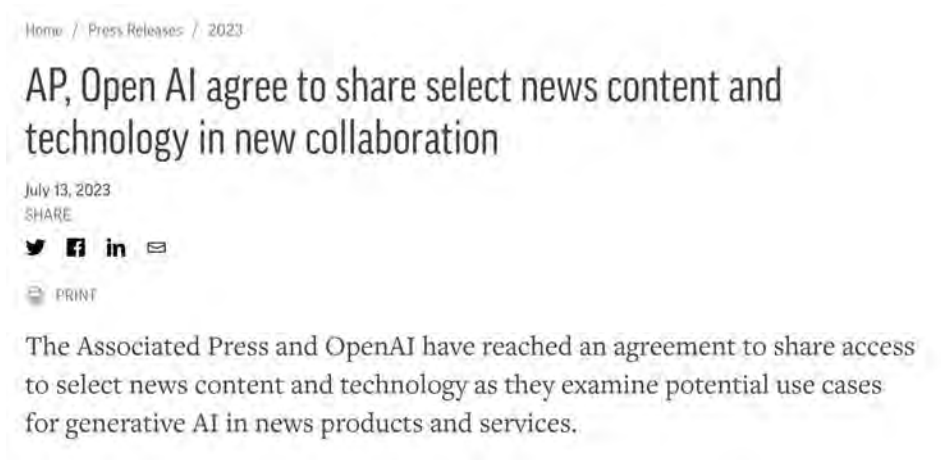 Home / Press Releases / 2023
AP, Open AI agree to share select news content and
technology in new collaboration
July 13, 2023
SHARE
in
PRINT
The Associated Press and OpenAI have reached an agreement to share access
to select news content and technology as they examine potential use cases
for generative AI in news products and services.